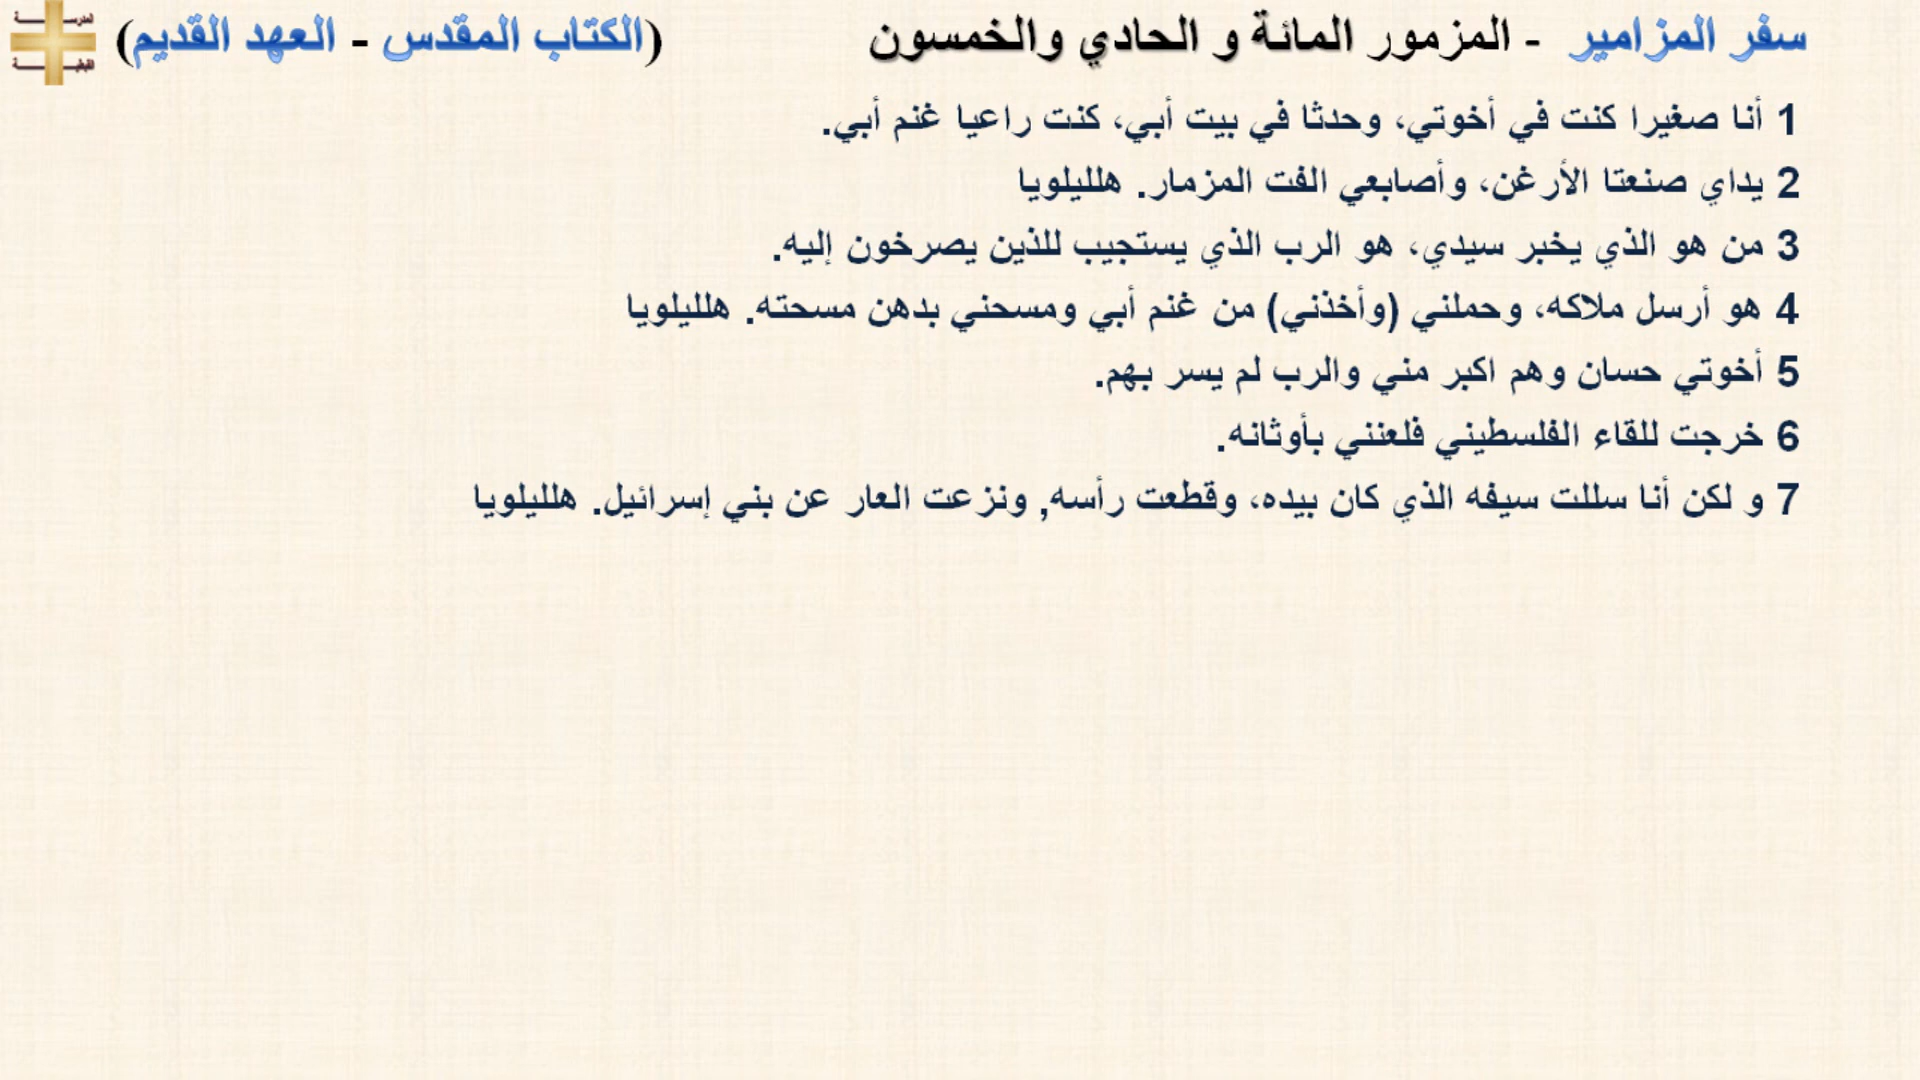 سفر المزامير - المزمور المائة و الحادي والخمسون (الكتاب المقدس - العهد القديم)
1 أنا صغيرا كنت في أخوتي، وحدثا في بيت أبي، كنت راعيا غنم أبي.
2 يداي صنعتا الأرغن، وأصابعي الفت المزمار. هلليلويا
3 من هو الذي يخبر سيدي، هو الرب الذي يستجيب للذين يصرخون إليه.
4 هو أرسل ملاكه، وحملني (وأخذني) من غنم أبي ومسحني بدهن مسحته. هلليلويا
5 أخوتي حسان وهم اكبر مني والرب لم يسر بهم.
6 خرجت للقاء الفلسطيني فلعنني بأوثانه.
7 و لكن أنا سللت سيفه الذي كان بيده، وقطعت رأسه, ونزعت العار عن بني إسرائيل. هلليلويا